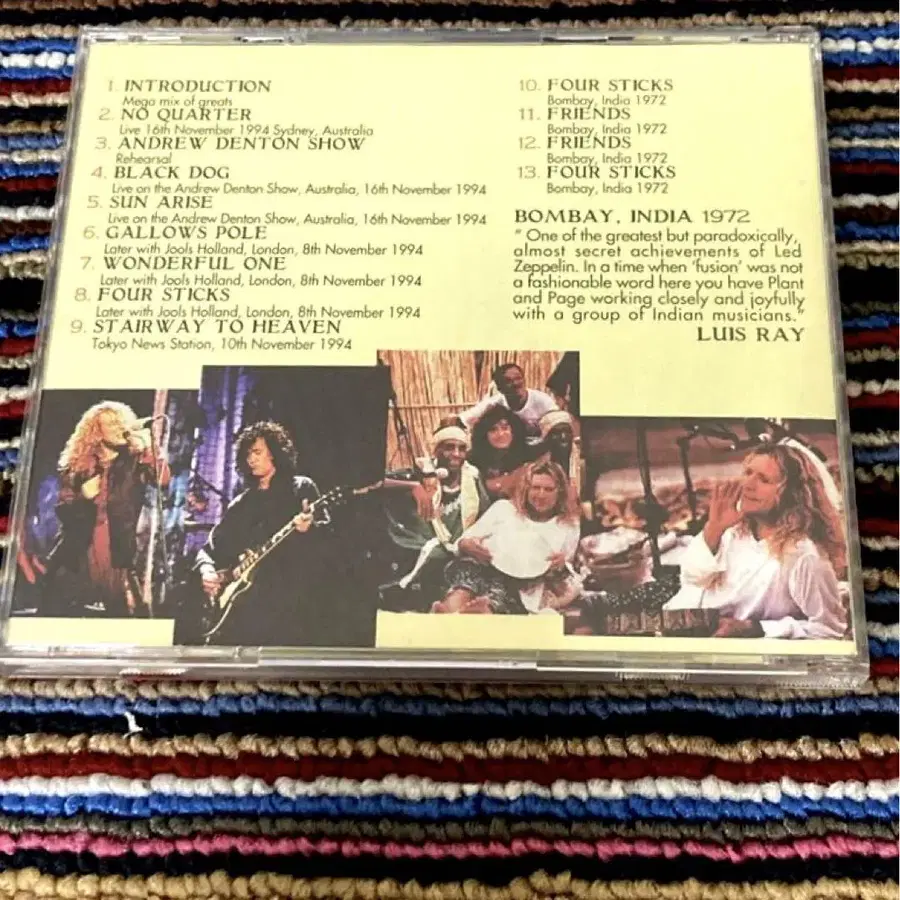 1. INTRODUCTION
Mega mix of greats
2. NO QUARTER
Live 16th November 1994 Sydney, Australia
3. ANDREW DENTON SHOW
Rehearsal
4. BLACK DOG
Live on the Andrew Denton Show, Australia, 16th November 1994
5. SUN ARISE
Live on the Andrew Denton Show, Australia, 16th November 1994
6. GALLOWS POLE
Later with Jools Holland, London, 8th November 1994
7. WONDERFUL ONE
Later with Jools Holland, London, 8th November 1994
8. FOUR STICKS
Later with Jools Holland, London, 8th November 1994
9. STAIRWAY TO HEAVEN
Tokyo News Station, 10th November 1994
10. FOUR STICKS
Bombay, India 1972
11. FRIENDS
Bombay, India 1972
12. FRIENDS
Bombay, India 1972
13. FOUR STICKS
Bombay, India 1972
BOMBAY, INDIA 1972
" One of the greatest but paradoxically,
almost secret achievements of Led
Zeppelin. In a time when 'fusion' was not
a fashionable word here you have Plant
and Page working closely and joyfully
with a group of Indian musicians."
LUIS RAY